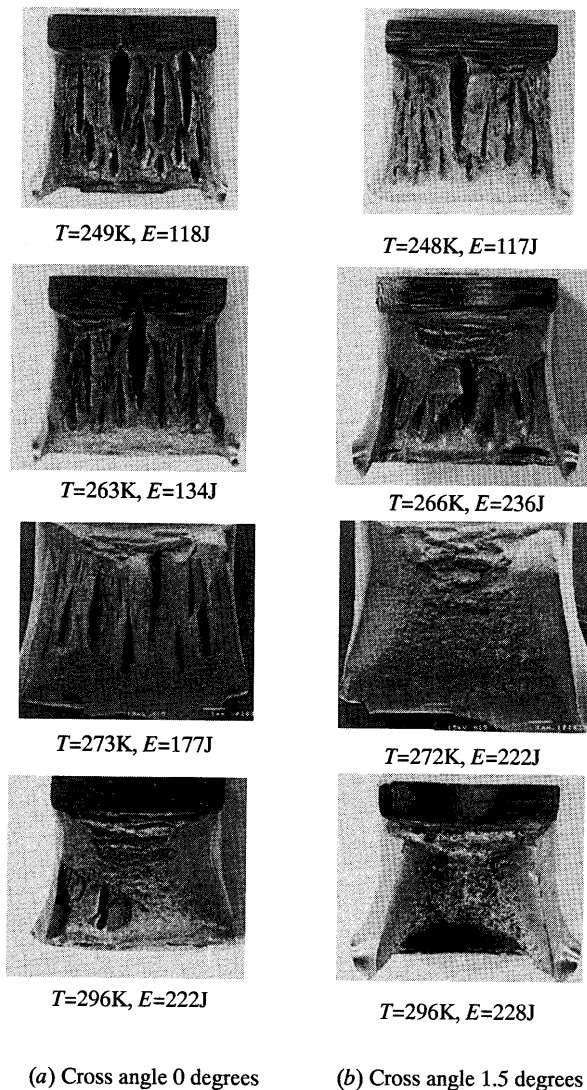 T=249K, E=118J
T=248K, E=117J
T=263K, E=134J
T=266K, E=236J
T=273K, E=177J
T=272K, E=222J
T=296K, E=222J
T=296K, E=228J
(a) Cross angle 0 degrees
(b) Cross angle 1.5 degrees